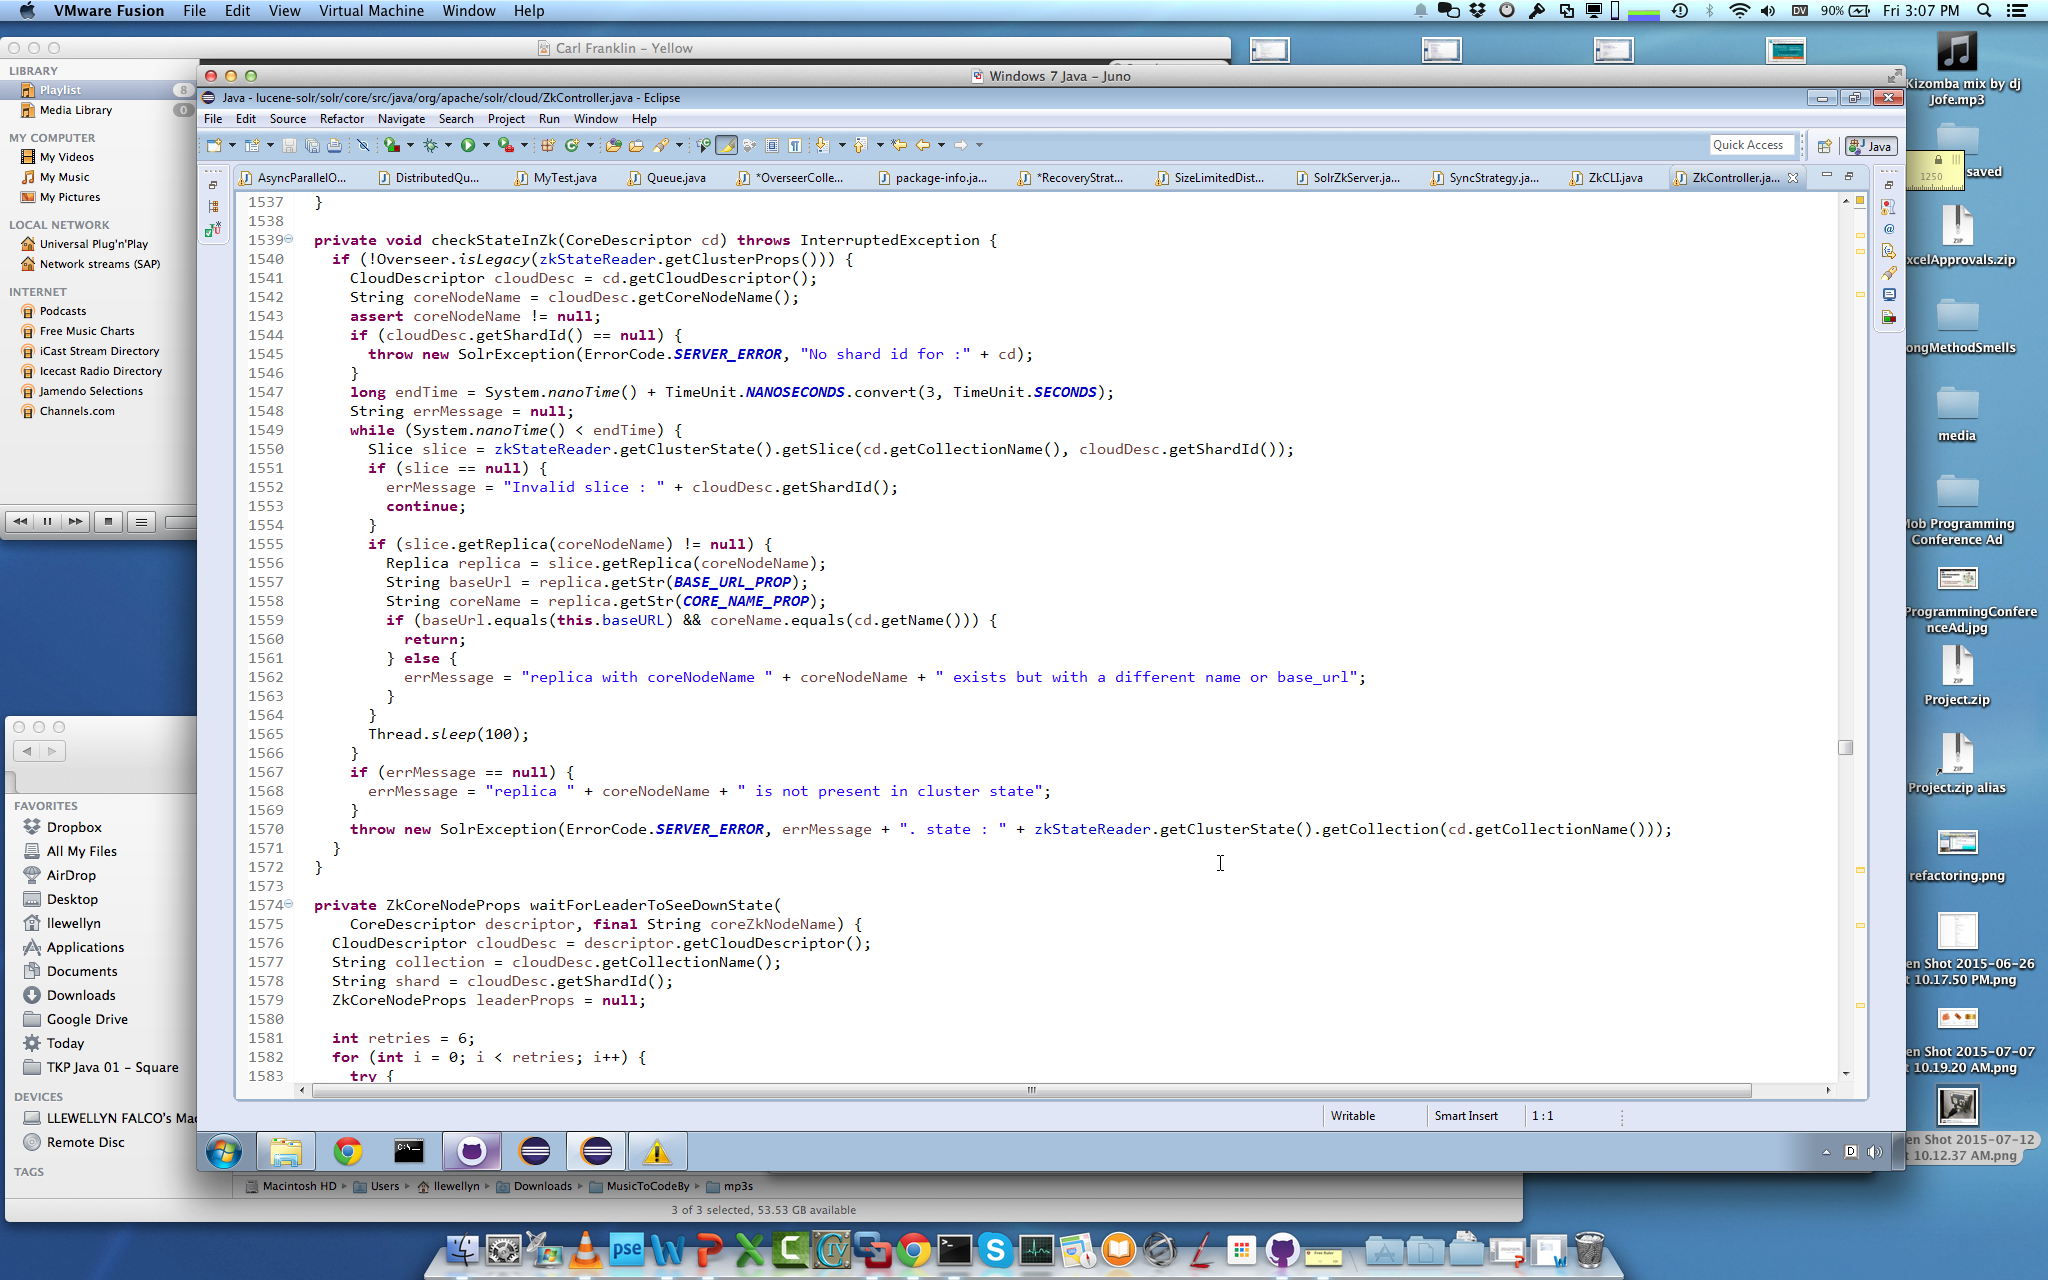 VMware Fusion File Edit View Virtual Machine Window Help
DV 90% Fri 3:07 PM
Carl Franklin - Yellow
LIBRARY
Playlist 8
Media Library 0
MY COMPUTER
My Videos
My Music
My Pictures
LOCAL NETWORK
Universal Plug'n'Play
Network streams (SAP)
INTERNET
Podcasts
Free Music Charts
iCast Stream Directory
Icecast Radio Directory
Jamendo Selections
Channels.com
Windows 7 Java - Juno
Java - lucene-solr/solr/core/src/java/org/apache/solr/cloud/ZkController.java - Eclipse
File Edit Source Refactor Navigate Search Project Run Window Help
Quick Access Java
AsyncParallelO... DistributedQu... MyTest.java Queue.java *OverseerColle... package-info.ja... *RecoveryStrat... SizeLimitedDist... SolrZkServer.ja... SyncStrategy.ja... ZkCLI.java ZkController.ja...
1537 }
1538
1539 private void checkStateInZk(CoreDescriptor cd) throws InterruptedException {
1540 if (!Overseer.isLegacy(zkStateReader.getClusterProps())) {
1541 CloudDescriptor cloudDesc = cd.getCloudDescriptor();
1542 String coreNodeName = cloudDesc.getCoreNodeName();
1543 assert coreNodeName != null;
1544 if (cloudDesc.getShardId() == null) {
1545 throw new SolrException(ErrorCode.SERVER_ERROR, "No shard id for :" + cd);
1546 }
1547 long endTime = System.nanoTime() + TimeUnit.NANOSECONDS.convert(3, TimeUnit.SECONDS);
1548 String errMessage = null;
1549 while (System.nanoTime() < endTime) {
1550 Slice slice = zkStateReader.getClusterState().getSlice(cd.getCollectionName(), cloudDesc.getShardId());
1551 if (slice == null) {
1552 errMessage = "Invalid slice : " + cloudDesc.getShardId();
1553 continue;
1554 }
1555 if (slice.getReplica(coreNodeName) != null) {
1556 Replica replica = slice.getReplica(coreNodeName);
1557 String baseUrl = replica.getStr(BASE_URL_PROP);
1558 String coreName = replica.getStr(CORE_NAME_PROP);
1559 if (baseUrl.equals(this.baseURL) && coreName.equals(cd.getName())) {
1560 return;
1561 } else {
1562 errMessage = "replica with coreNodeName " + coreNodeName + " exists but with a different name or base_url";
1563 }
1564 }
1565 Thread.sleep(100);
1566 }
1567 if (errMessage == null) {
1568 errMessage = "replica " + coreNodeName + " is not present in cluster state";
1569 }
1570 throw new SolrException(ErrorCode.SERVER_ERROR, errMessage + ". state : " + zkStateReader.getClusterState().getCollection(cd.getCollectionName()));
1571 }
1572 }
1573
1574 private ZkCoreNodeProps waitForLeaderToSeeDownState(
1575 CoreDescriptor descriptor, final String coreZkNodeName) {
1576 CloudDescriptor cloudDesc = descriptor.getCloudDescriptor();
1577 String collection = cloudDesc.getCollectionName();
1578 String shard = cloudDesc.getShardId();
1579 ZkCoreNodeProps leaderProps = null;
1580
1581 int retries = 6;
1582 for (int i = 0; i < retries; i++) {
1583 try {
Writable Smart Insert 1 : 1
FAVORITES
Dropbox
All My Files
AirDrop
Desktop
llewellyn
Applications
Documents
Downloads
Google Drive
Today
TKP Java 01 - Square
DEVICES
LLEWELLYN FALCO's Mac
Remote Disc
TAGS
Macintosh HD Users llewellyn Downloads MusicToCodeBy mp3s
3 of 3 selected, 53.53 GB available
Kizomba mix by dj
Jofe.mp3
saved
1250
xcelApprovals.zip
ongMethodSmells
media
Mob Programming
Conference Ad
ProgrammingConfere
nceAd.jpg
Project.zip
Project.zip alias
refactoring.png
en Shot 2015-06-26
t 10.17.50 PM.png
en Shot 2015-07-07
t 10.19.20 AM.png
en Shot 2015-07-12
t 10.12.37 AM.png
D
pse